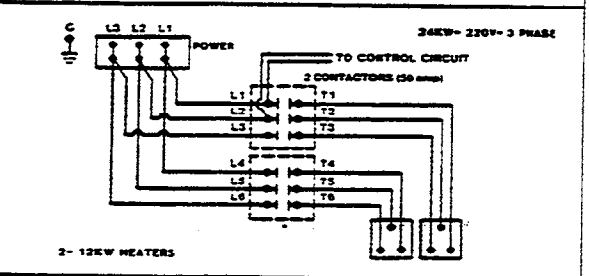 G L3 L2 L1
24KW- 220V- 3 PHASE
POWER
TO CONTROL CIRCUIT
2 CONTACTORS (50 amp)
L1 T1
L2 T2
L3 T3
L4 T4
L5 T5
L6 T6
2- 12KW HEATERS